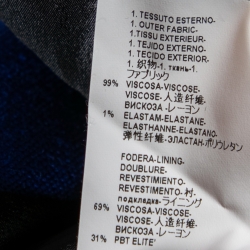 1. TESSUTO ESTERNO-
1. OUTER FABRIC-
1.TISSU EXTERIEUR-
1.TEJIDO EXTERIOR-
1. TECIDO EXTERNO-
1. 织物-1. ткань-1.
ファブリック
99% VISCOSA-VISCOSE-
VISCOSE-人造纤维-
ВИСКОЗА-レーヨン
1% ELASTAM-ELASTANE-
ELASTHANNE-ELASTANO-
弹性纤维-ЭЛАСТАН-ポリウレタン
FODERA-LINING-
DOUBLURE-
REVESTIMIENTO-
REVESTIMENTO-衬-
подкладка-ライニング
69% VISCOSA-VISCOSE-
VISCOSE-人造纤维-
ВИСКОЗА-レーヨン
31% PBT ELITE'